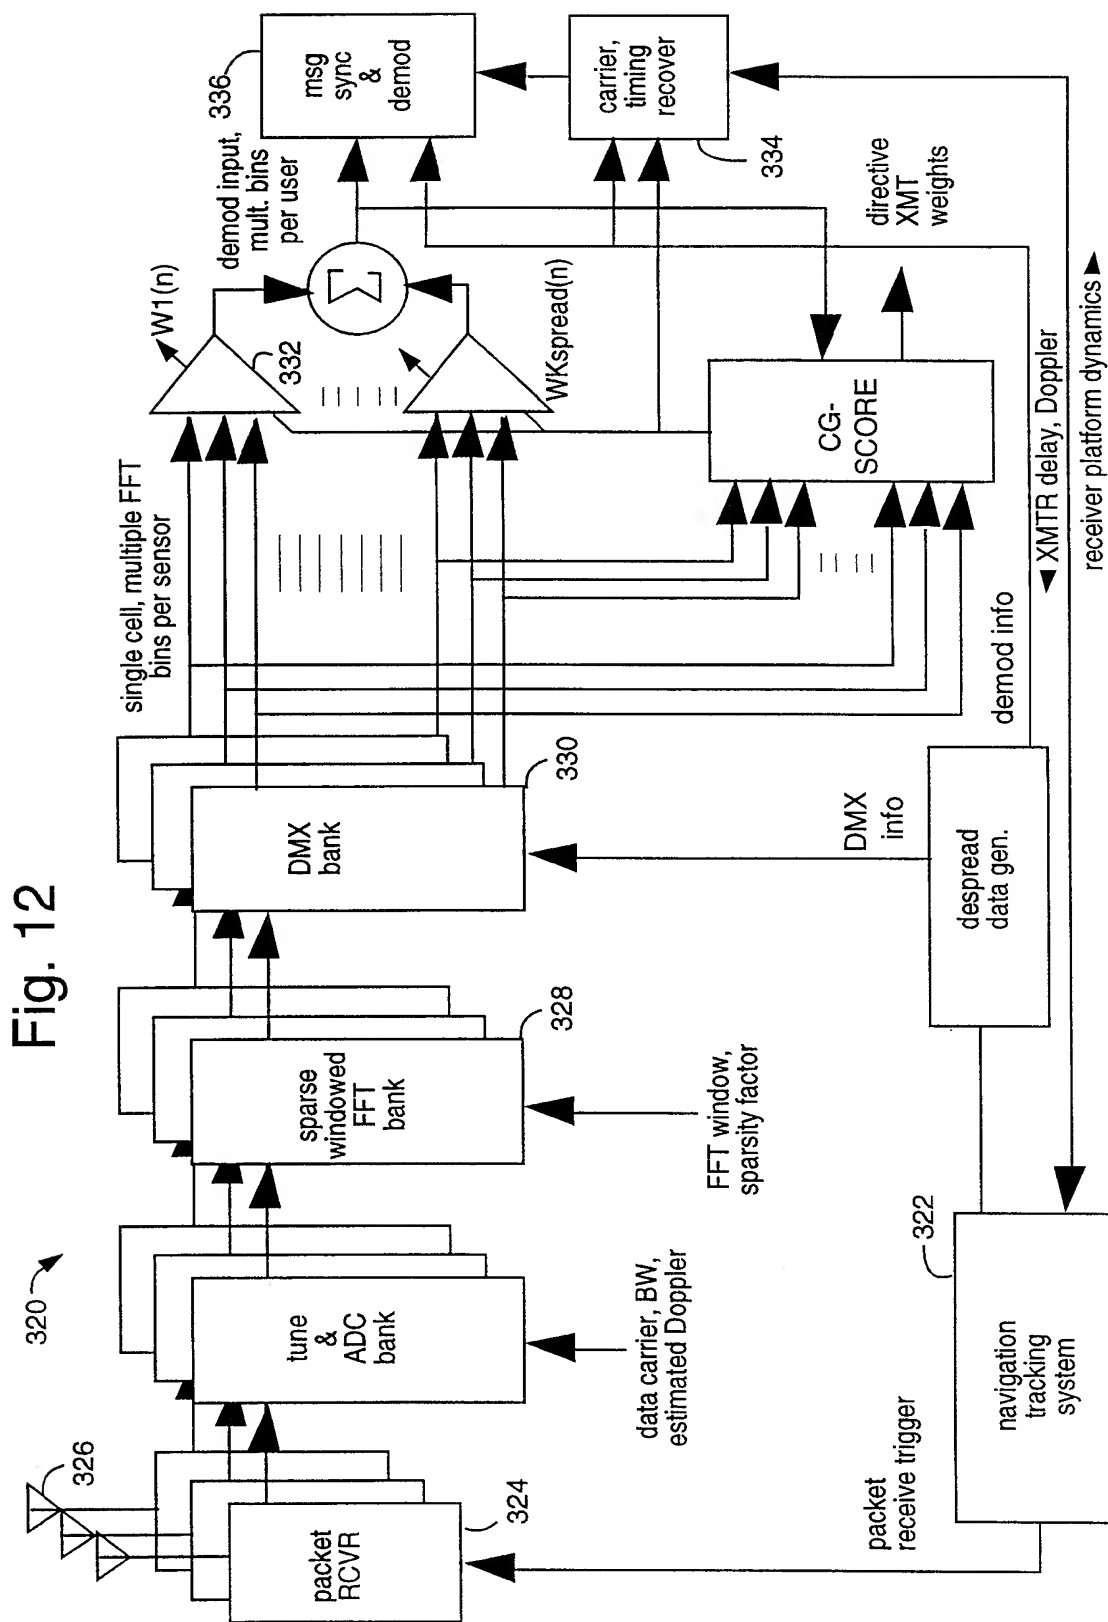 Fig. 12
320
326
packet
RCVR
324
tune
&
ADC
bank
data carrier, BW,
estimated Doppler
sparse
windowed
FFT
bank
328
FFT window,
sparsity factor
DMX
bank
330
DMX
info
single cell, multiple FFT
bins per sensor
W1(n)
332
WKspread(n)
Σ
demod input,
mult. bins
per user
336
msg
sync
&
demod
carrier,
timing
recover
334
CG-
SCORE
directive
XMT
weights
packet
receive trigger
navigation
tracking
system
322
despread
data gen.
demod info
XMTR delay, Doppler
receiver platform dynamics